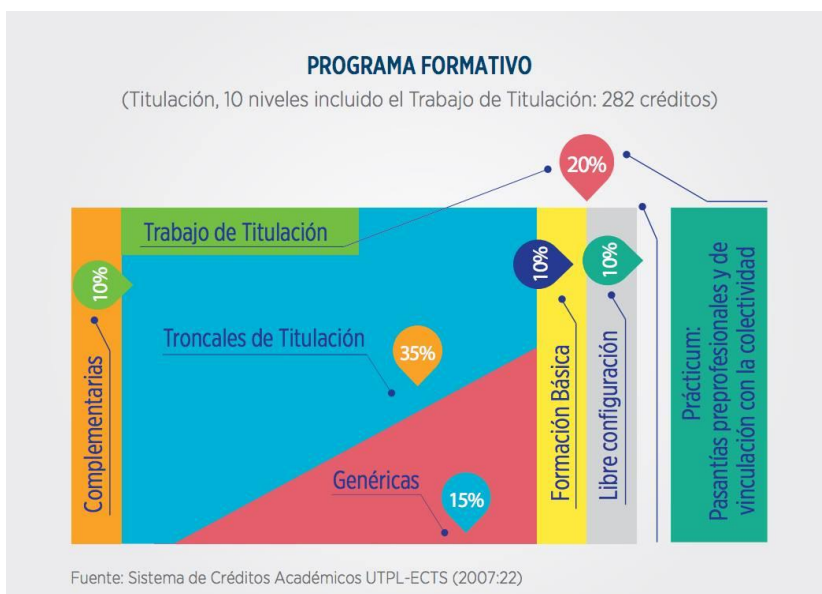 PROGRAMA FORMATIVO
(Titulación, 10 niveles incluido el Trabajo de Titulación: 282 créditos)
20%
Trabajo de Titulación
10%
10%
10%
Troncales de Titulación
35%
Complementarias
Formación Básica
Libre configuración
Prácticum:
Pasantías preprofesionales y de
vinculación con la colectividad
Genéricas
15%
Fuente: Sistema de Créditos Académicos UTPL-ECTS (2007:22)